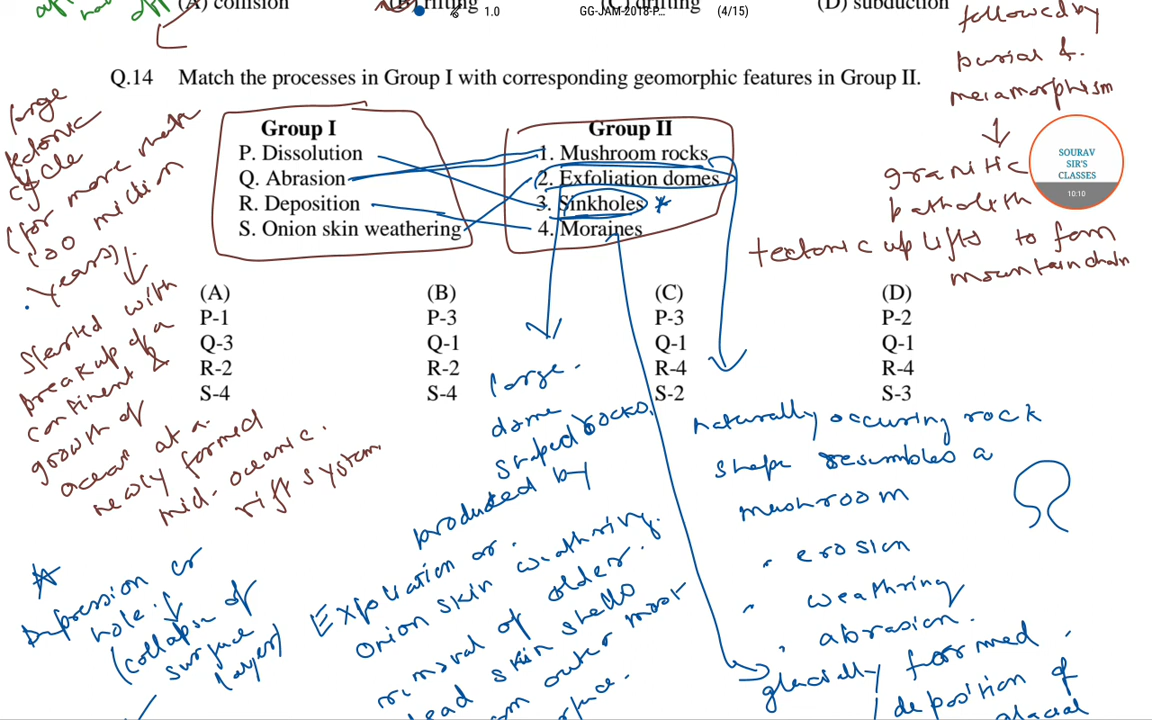 (A) collision
(B) rifting
1.0
GG-JAM-2018-P...
(4/15)
(C) drifting
(D) subduction
followed by
burial &
metamorphism
granitic
batholith
tectonic uplifts to form
mountain chain
SOURAV
SIR'S
CLASSES
10:10
Q.14 Match the processes in Group I with corresponding geomorphic features in Group II.
Group I
P. Dissolution
Q. Abrasion
R. Deposition
S. Onion skin weathering
Group II
1. Mushroom rocks
2. Exfoliation domes
3. Sinkholes
4. Moraines
(A)
P-1
Q-3
R-2
S-4
(B)
P-3
Q-1
R-2
S-4
(C)
P-3
Q-1
R-4
S-2
(D)
P-2
Q-1
R-4
S-3
large
tectonic
cycle
(for more than
100 million
years).
Started with
breakup of a
continent &
growth of
ocean at a
newly formed
mid-oceanic.
rift system
Depression or
hole.
(collapse of
surface
layer)
large.
dome
shaped rocks.
produced by
Exfoliation or.
onion skin weathring.
removal of older.
dead skin shells
from outer most
surface.
naturally occuring rock
shape resumbles a
mushroom
erosion
weathring
abrasion.
glacially formed
deposition of
glacial